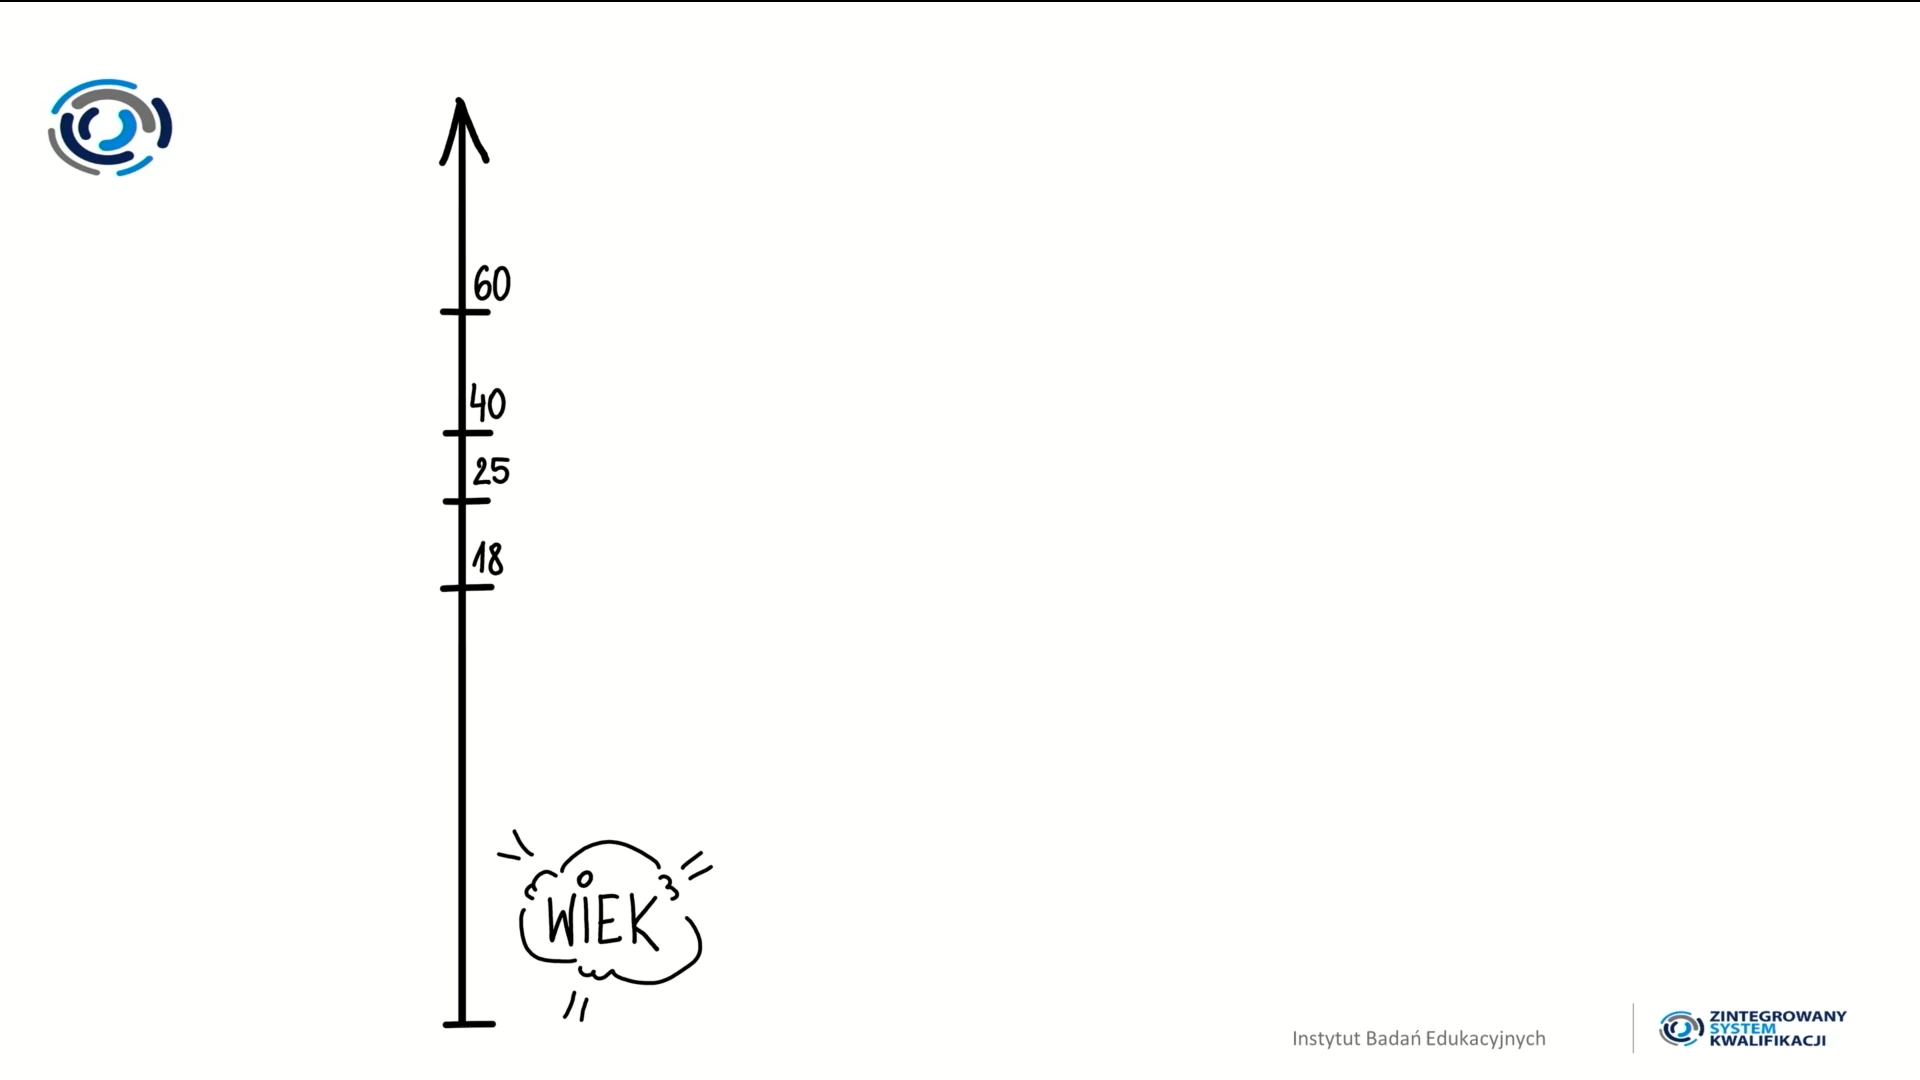 60
40
25
18
WIEK
Instytut Badań Edukacyjnych
ZINTEGROWANY
SYSTEM
KWALIFIKACJI